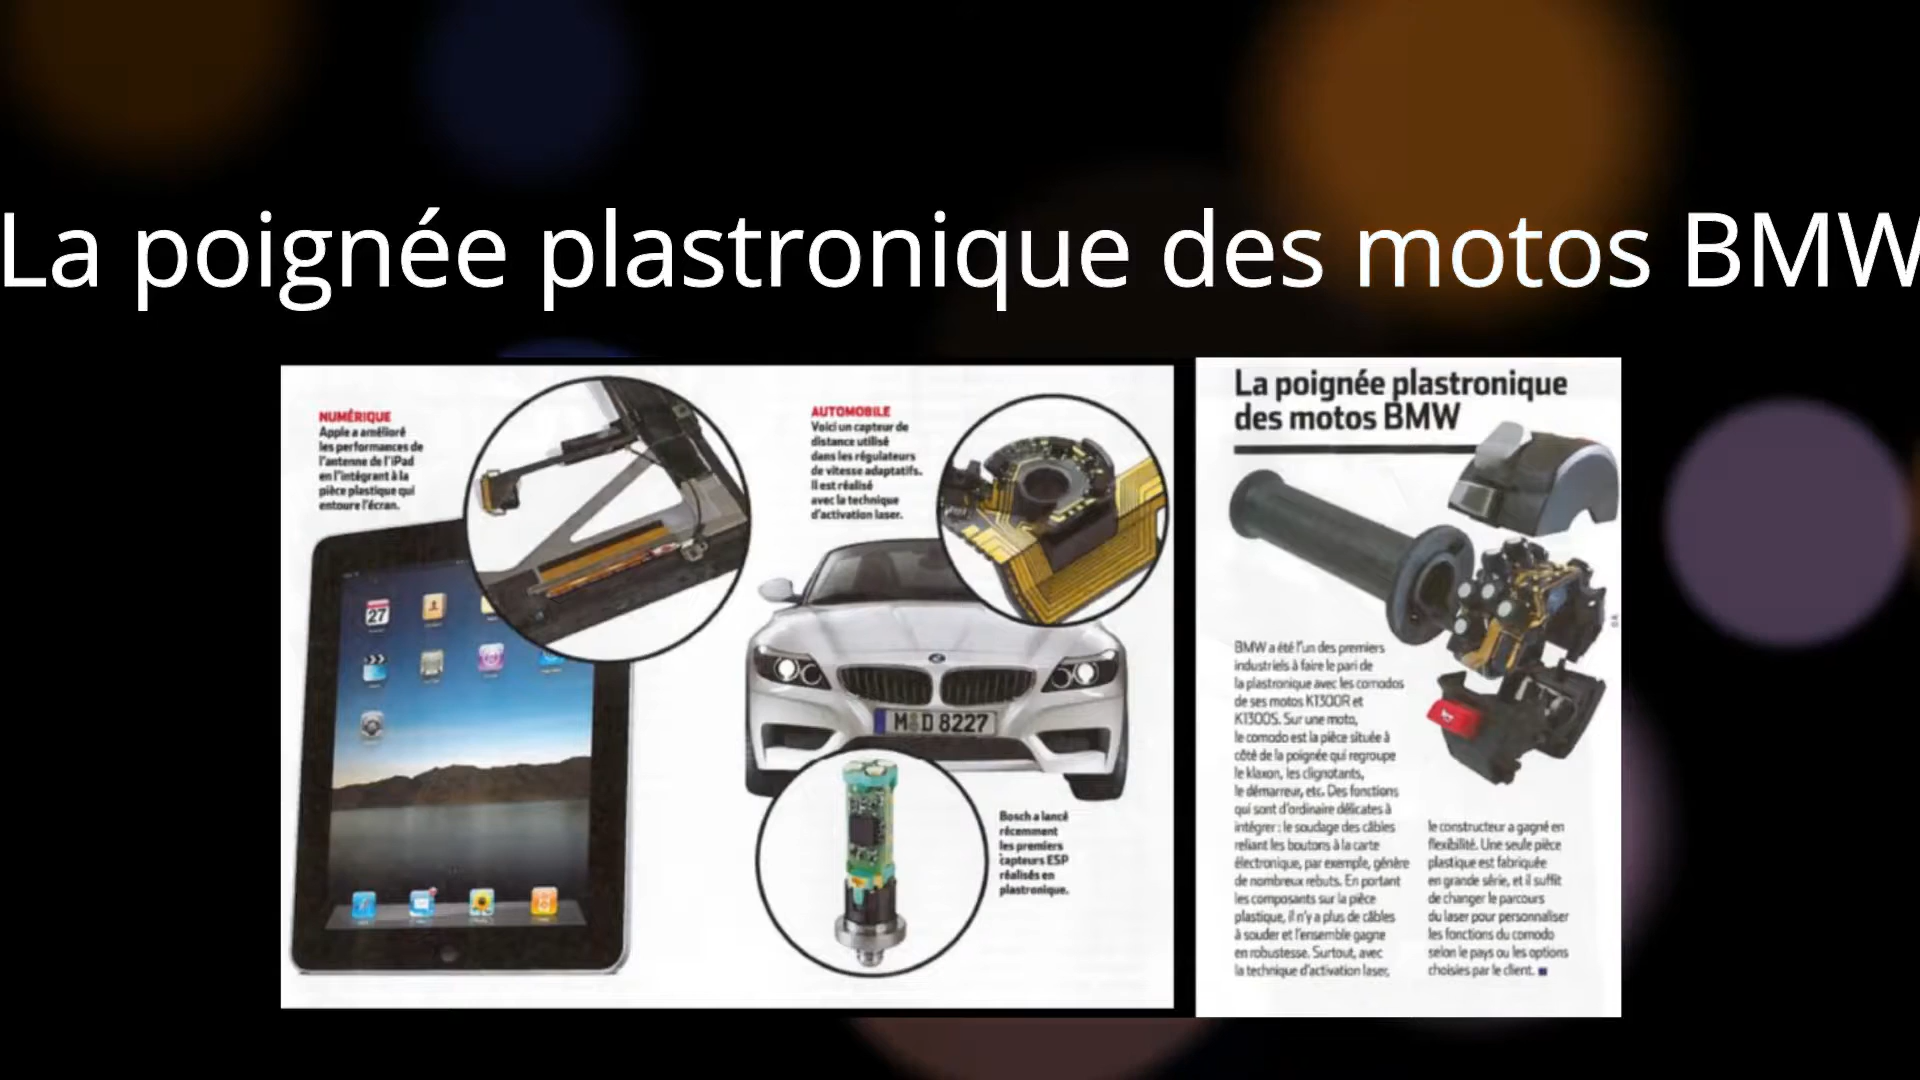 La poignée plastronique des motos BMW
NUMÉRIQUE
Apple a amélioré
les performances de
l'antenne de l'iPad
en l'intégrant à la
pièce plastique qui
entoure l'écran.
27
AUTOMOBILE
Voici un capteur de
distance utilisé
dans les régulateurs
de vitesse adaptatifs.
Il est réalisé
avec la technique
d'activation laser.
M D 8227
Bosch a lancé
récemment
les premiers
capteurs ESP
réalisés en
plastronique.
La poignée plastronique
des motos BMW
BMW a été l'un des premiers
industriels à faire le pari de
la plastronique avec les comodos
de ses motos K1300R et
K1300S. Sur une moto,
le comodo est la pièce située à
côté de la poignée qui regroupe
le klaxon, les clignotants,
le démarreur, etc. Des fonctions
qui sont d'ordinaire délicates à
intégrer : le soudage des câbles
reliant les boutons à la carte
électronique, par exemple, génère
de nombreux rebuts. En portant
les composants sur la pièce
plastique, il n'y a plus de câbles
à souder et l'ensemble gagne
en robustesse. Surtout, avec
la technique d'activation laser,
le constructeur a gagné en
flexibilité. Une seule pièce
plastique est fabriquée
en grande série, et il suffit
de changer le parcours
du laser pour personnaliser
les fonctions du comodo
selon le pays ou les options
choisies par le client.